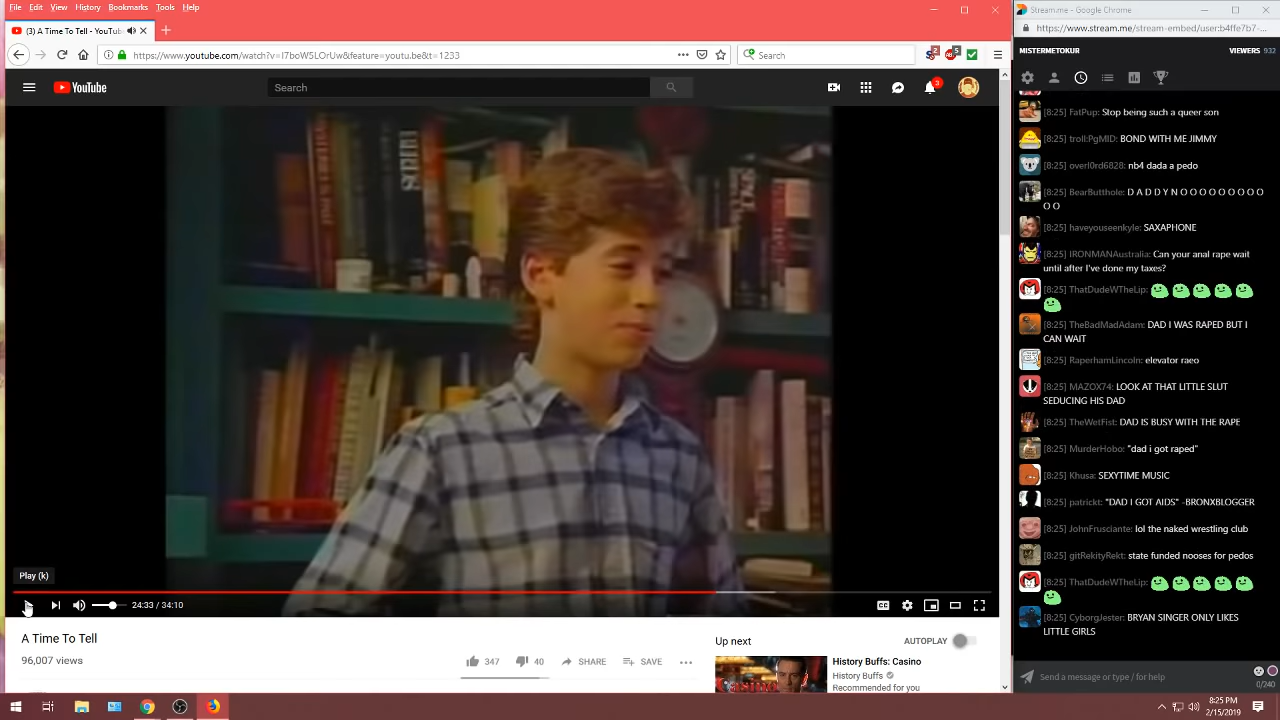 File Edit View History Bookmarks Tools Help
Stream.me - Google Chrome
(3) A Time To Tell - YouTub
https://www.youtube.com/watch?v=I7boW5LOrUw&feature=youtu.be&t=1233
Search
2
5
https://www.stream.me/stream-embed/user:b4ffe7b7-
MISTERMETOKUR
VIEWERS 932
YouTube
Search
3
[8:25] FatPup: Stop being such a queer son
[8:25] troll:PgMID: BOND WITH ME JIMMY
[8:25] overl0rd6828: nb4 dada a pedo
[8:25] BearButthole: D A D D Y N O O O O O O O O O
O O
[8:25] haveyouseenkyle: SAXAPHONE
[8:25] IRONMANAustralia: Can your anal rape wait
until after I've done my taxes?
[8:25] ThatDudeWTheLip:
[8:25] TheBadMadAdam: DAD I WAS RAPED BUT I
CAN WAIT
[8:25] RaperhamLincoln: elevator raeo
[8:25] MAZOX74: LOOK AT THAT LITTLE SLUT
SEDUCING HIS DAD
[8:25] TheWetFist: DAD IS BUSY WITH THE RAPE
[8:25] MurderHobo: "dad i got raped"
[8:25] Khusa: SEXYTIME MUSIC
[8:25] patrickt: "DAD I GOT AIDS" -BRONXBLOGGER
[8:25] JohnFrusciante: lol the naked wrestling club
[8:25] gitRekityRekt: state funded nooses for pedos
[8:25] ThatDudeWTheLip:
[8:25] CyborgJester: BRYAN SINGER ONLY LIKES
LITTLE GIRLS
Play (k)
24:33 / 34:10
CC
A Time To Tell
96,007 views
347
40
SHARE
SAVE
Up next
AUTOPLAY
History Buffs: Casino
History Buffs
Recommended for you
Casino
Send a message or type / for help
0/240
8:25 PM
2/15/2019